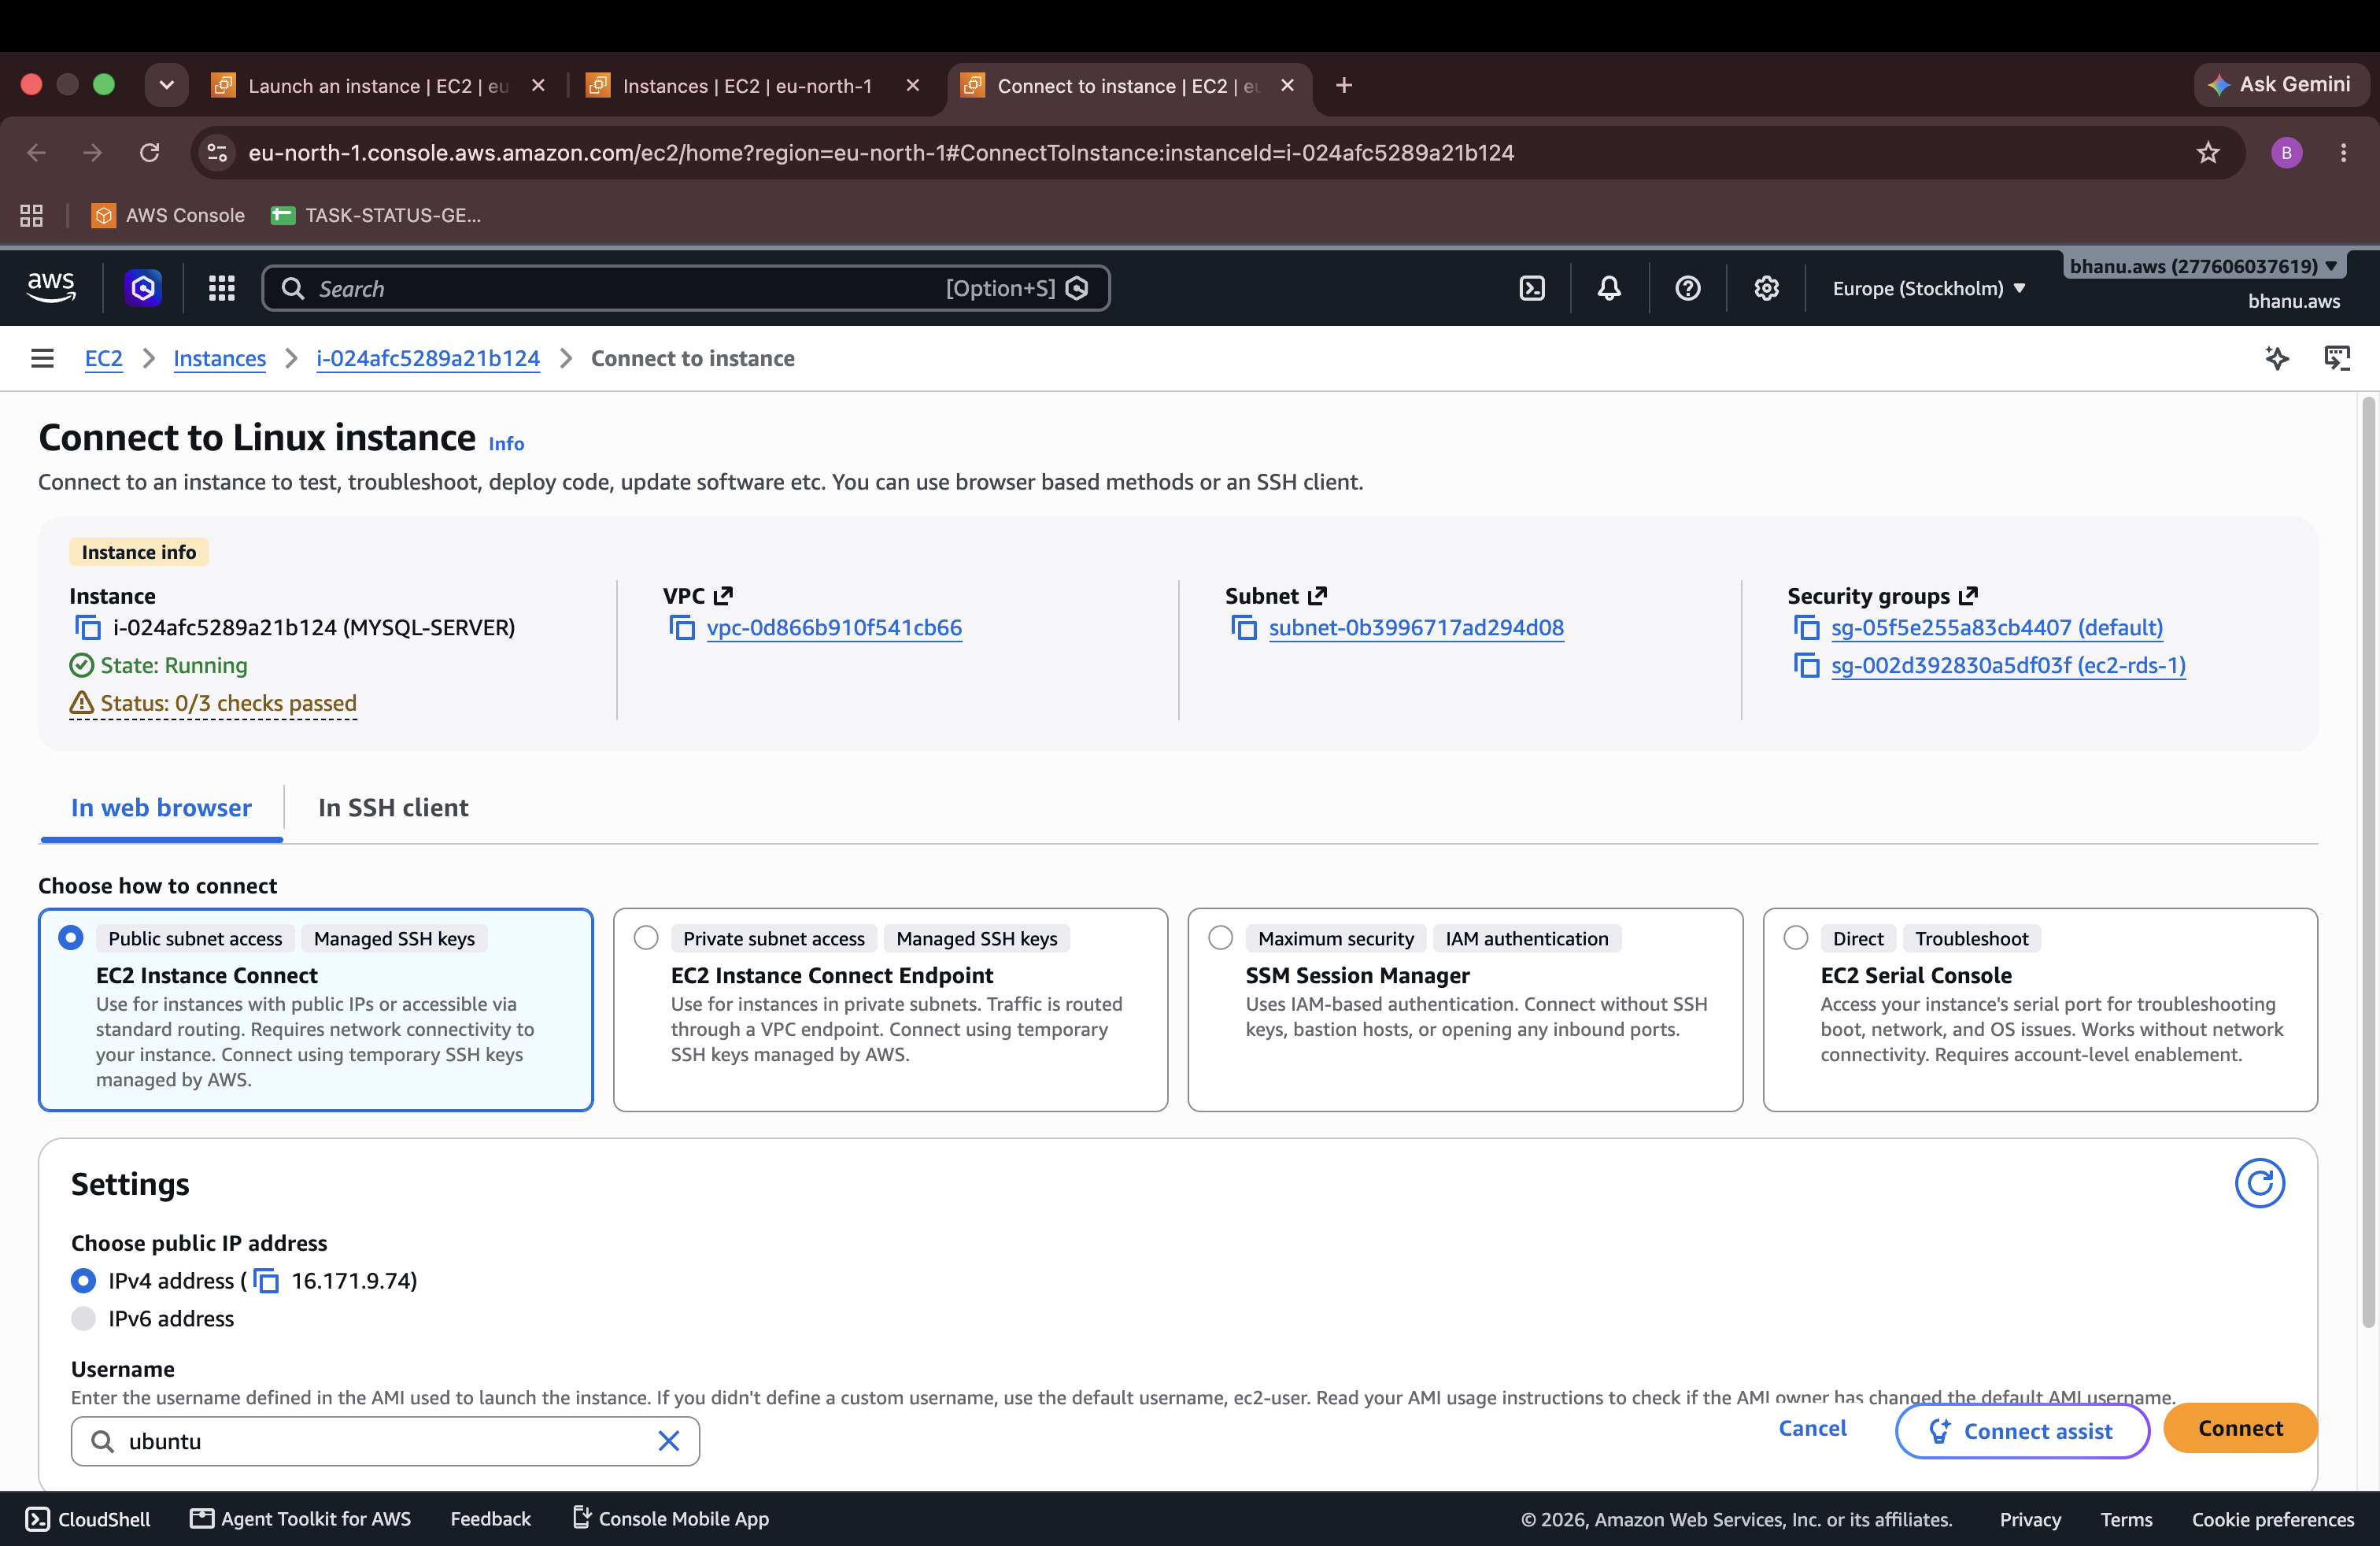 Launch an instance | EC2 | eu
Instances | EC2 | eu-north-1
Connect to instance | EC2 | eu
Ask Gemini
eu-north-1.console.aws.amazon.com/ec2/home?region=eu-north-1#ConnectToInstance:instanceId=i-024afc5289a21b124
B
AWS Console
TASK-STATUS-GE...
aws
Search
[Option+S]
Europe (Stockholm)
bhanu.aws (277606037619)
bhanu.aws
EC2
Instances
i-024afc5289a21b124
Connect to instance
Connect to Linux instance Info
Connect to an instance to test, troubleshoot, deploy code, update software etc. You can use browser based methods or an SSH client.
Instance info
Instance
i-024afc5289a21b124 (MYSQL-SERVER)
State: Running
Status: 0/3 checks passed
VPC
vpc-0d866b910f541cb66
Subnet
subnet-0b3996717ad294d08
Security groups
sg-05f5e255a83cb4407 (default)
sg-002d392830a5df03f (ec2-rds-1)
In web browser
In SSH client
Choose how to connect
Public subnet access
Managed SSH keys
EC2 Instance Connect
Use for instances with public IPs or accessible via
standard routing. Requires network connectivity to
your instance. Connect using temporary SSH keys
managed by AWS.
Private subnet access
Managed SSH keys
EC2 Instance Connect Endpoint
Use for instances in private subnets. Traffic is routed
through a VPC endpoint. Connect using temporary
SSH keys managed by AWS.
Maximum security
IAM authentication
SSM Session Manager
Uses IAM-based authentication. Connect without SSH
keys, bastion hosts, or opening any inbound ports.
Direct
Troubleshoot
EC2 Serial Console
Access your instance's serial port for troubleshooting
boot, network, and OS issues. Works without network
connectivity. Requires account-level enablement.
Settings
Choose public IP address
IPv4 address ( 16.171.9.74)
IPv6 address
Username
Enter the username defined in the AMI used to launch the instance. If you didn't define a custom username, use the default username, ec2-user. Read your AMI usage instructions to check if the AMI owner has changed the default AMI username.
ubuntu
Cancel
Connect assist
Connect
CloudShell
Agent Toolkit for AWS
Feedback
Console Mobile App
© 2026, Amazon Web Services, Inc. or its affiliates.
Privacy
Terms
Cookie preferences